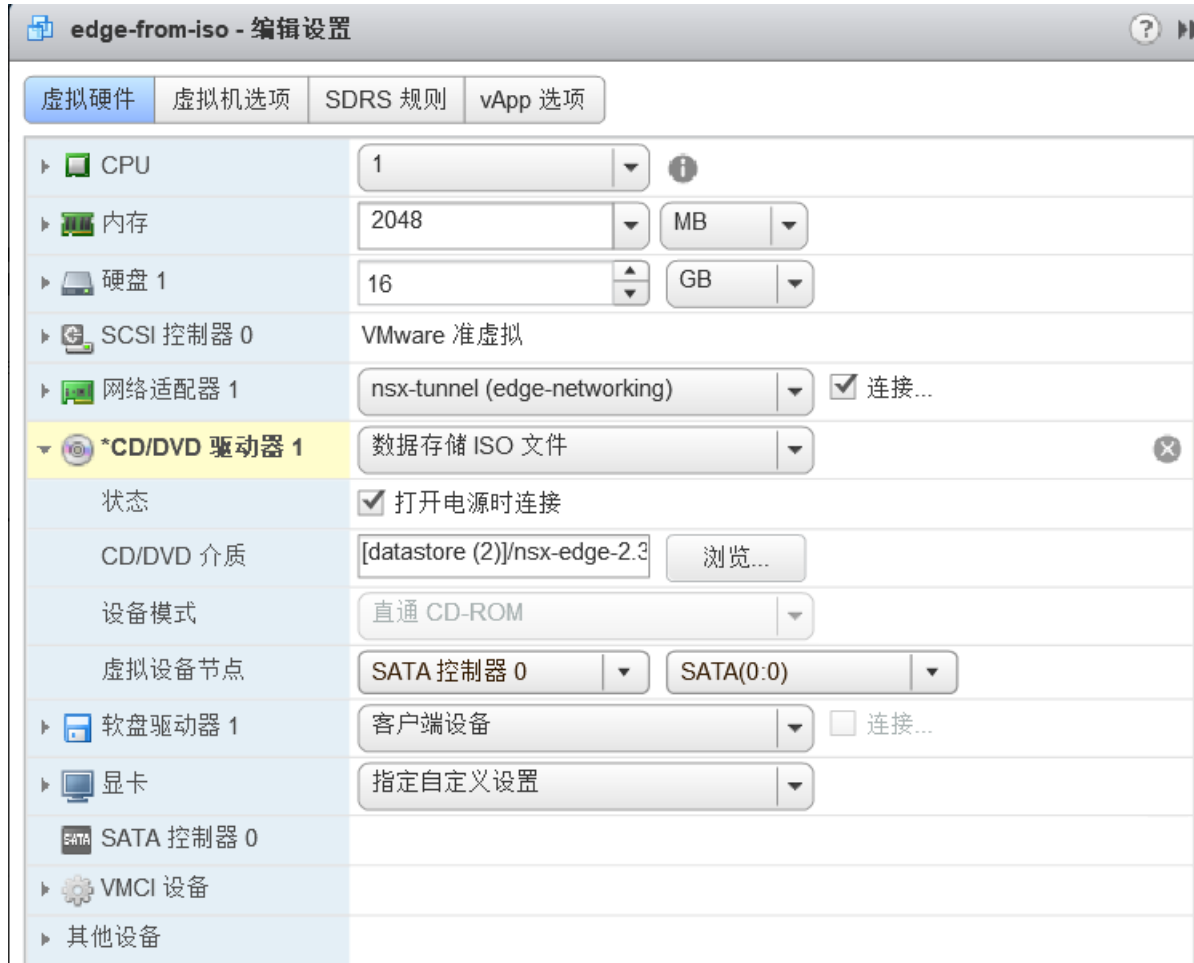 edge-from-iso - 编辑设置
虚拟硬件 虚拟机选项 SDRS 规则 vApp 选项
CPU 1
内存 2048 MB
硬盘 1 16 GB
SCSI 控制器 0 VMware 准虚拟
网络适配器 1 nsx-tunnel (edge-networking) 连接...
*CD/DVD 驱动器 1 数据存储 ISO 文件
状态 打开电源时连接
CD/DVD 介质 [datastore (2)]/nsx-edge-2.3 浏览...
设备模式 直通 CD-ROM
虚拟设备节点 SATA 控制器 0 SATA(0:0)
软盘驱动器 1 客户端设备 连接...
显卡 指定自定义设置
SATA SATA 控制器 0
VMCI 设备
其他设备